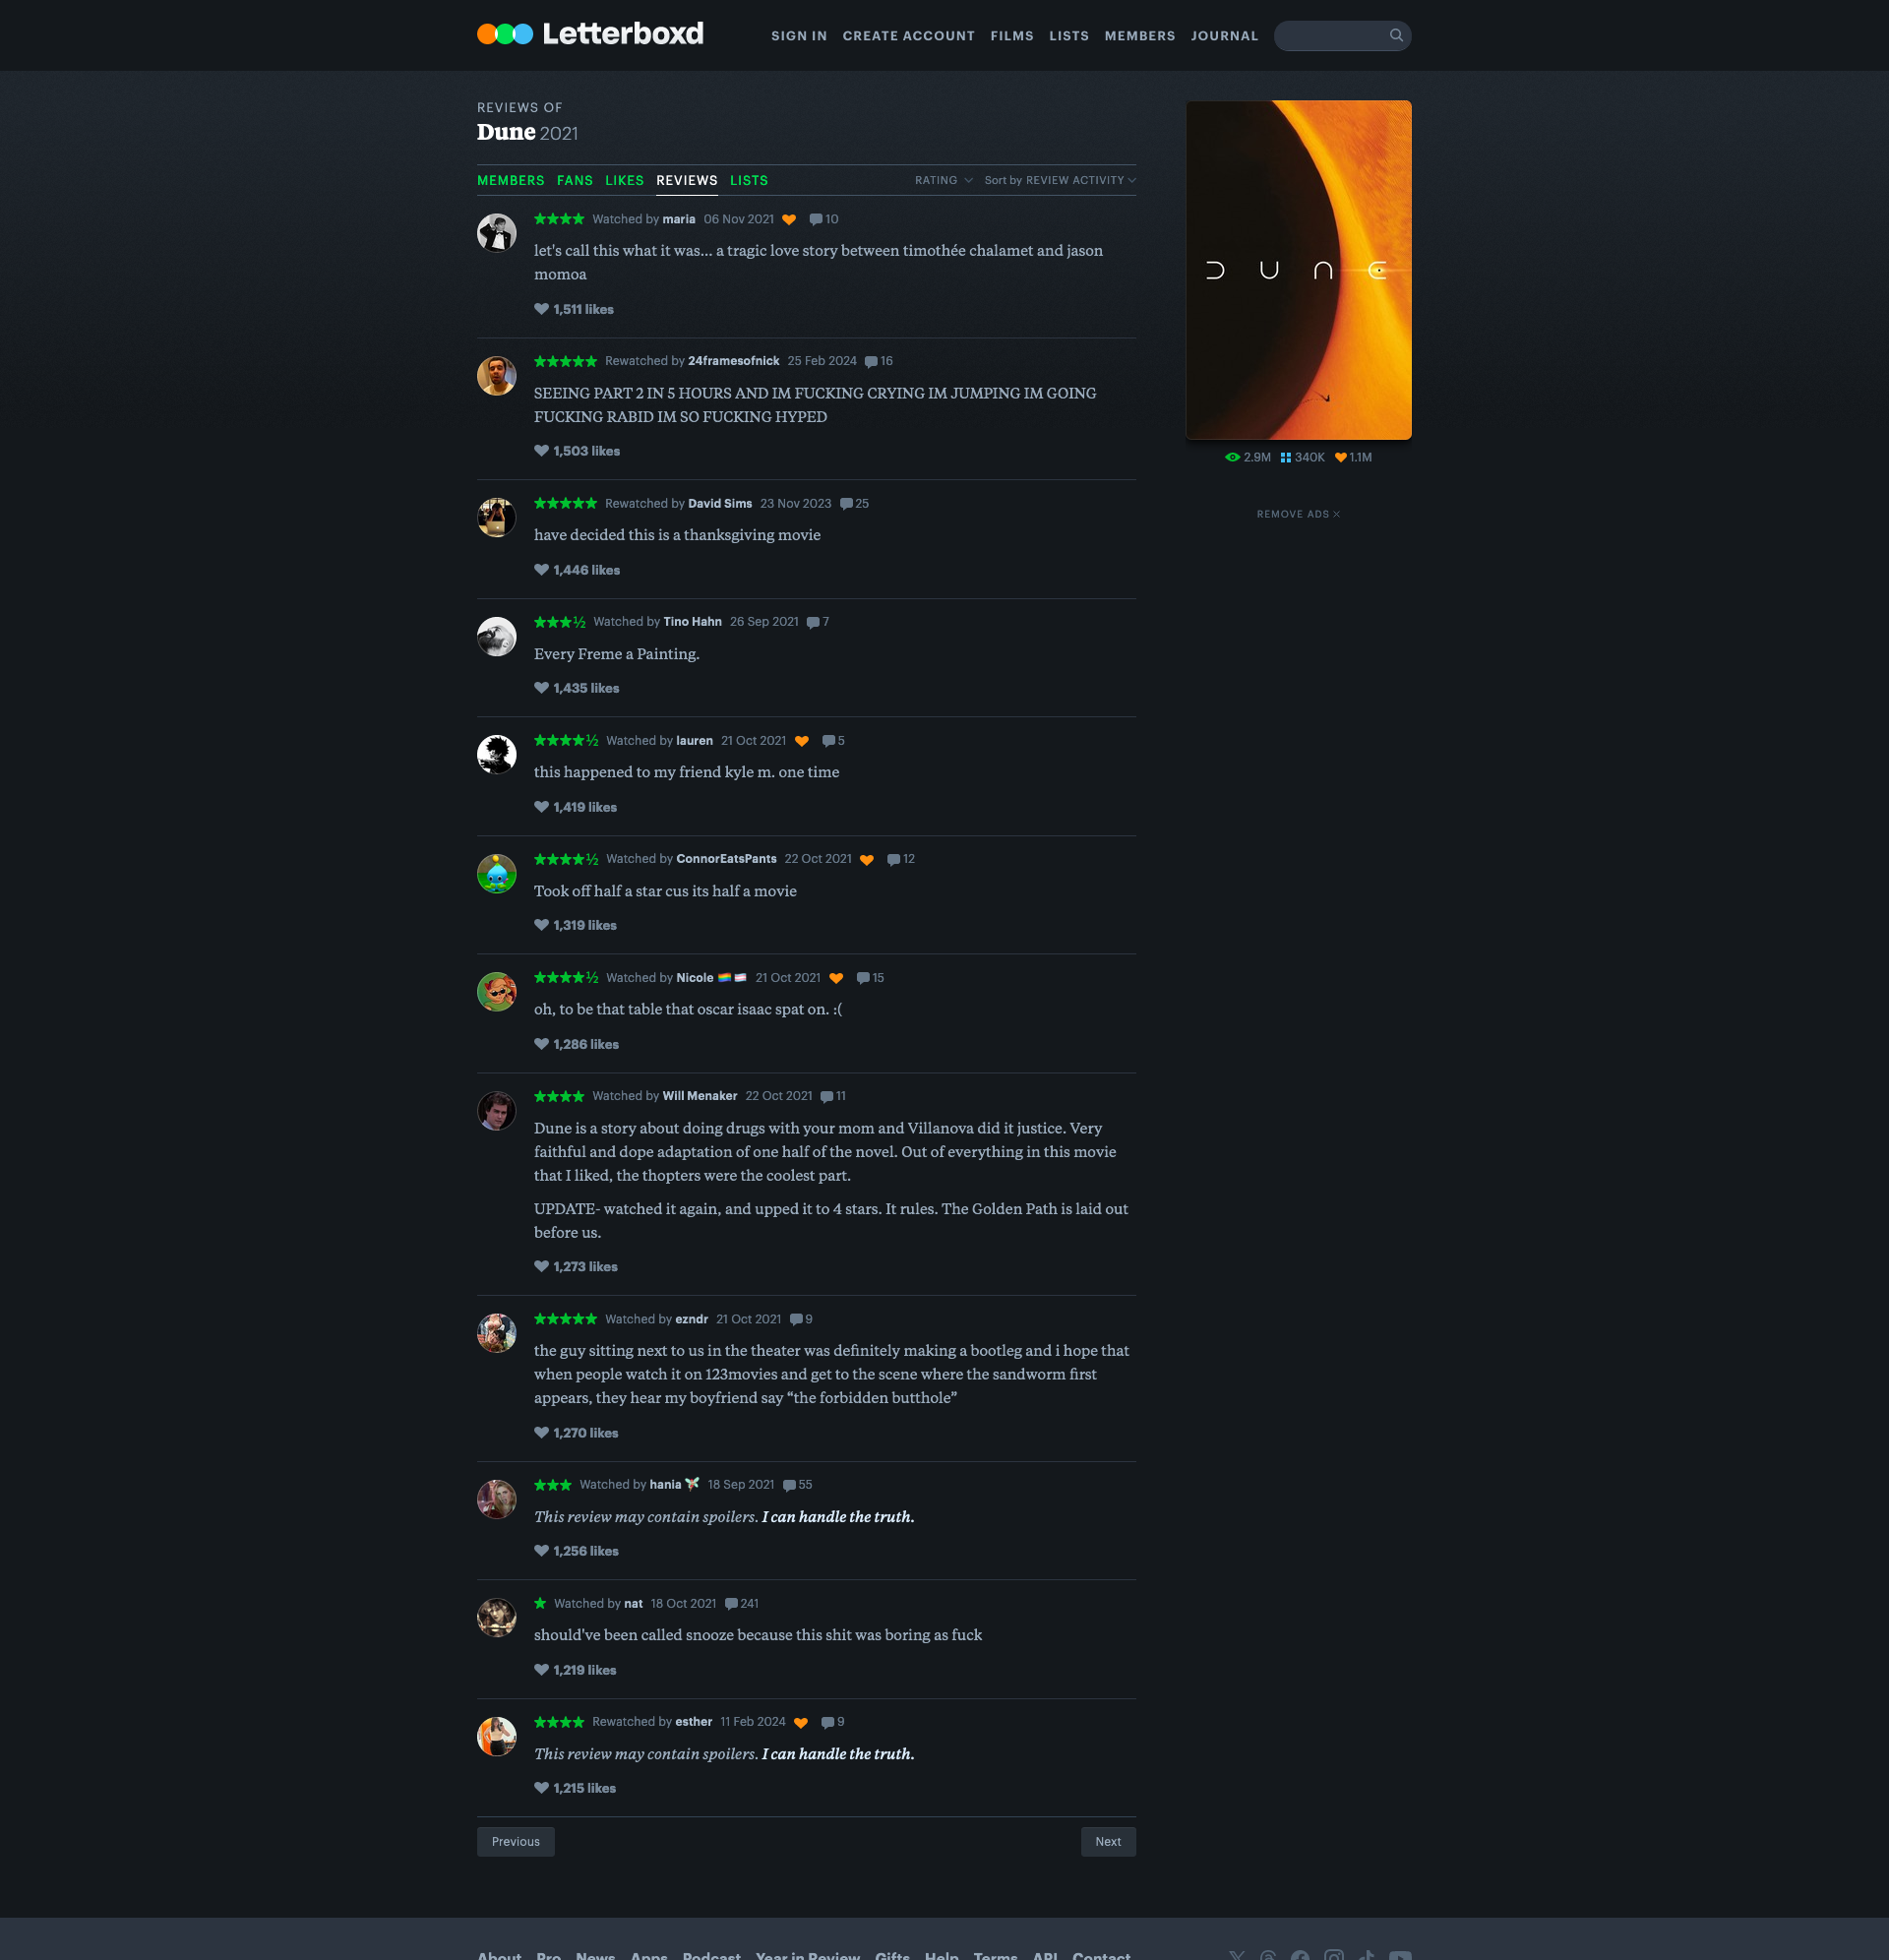 Letterboxd
SIGN IN CREATE ACCOUNT FILMS LISTS MEMBERS JOURNAL
REVIEWS OF
Dune 2021
MEMBERS FANS LIKES REVIEWS LISTS RATING Sort by REVIEW ACTIVITY
★★★★ Watched by maria 06 Nov 2021 10
let's call this what it was... a tragic love story between timothée chalamet and jason
momoa
1,511 likes
★★★★★ Rewatched by 24framesofnick 25 Feb 2024 16
SEEING PART 2 IN 5 HOURS AND IM FUCKING CRYING IM JUMPING IM GOING
FUCKING RABID IM SO FUCKING HYPED
1,503 likes
★★★★★ Rewatched by David Sims 23 Nov 2023 25
have decided this is a thanksgiving movie
1,446 likes
★★★½ Watched by Tino Hahn 26 Sep 2021 7
Every Freme a Painting.
1,435 likes
★★★★½ Watched by lauren 21 Oct 2021 5
this happened to my friend kyle m. one time
1,419 likes
★★★★½ Watched by ConnorEatsPants 22 Oct 2021 12
Took off half a star cus its half a movie
1,319 likes
★★★★½ Watched by Nicole 21 Oct 2021 15
oh, to be that table that oscar isaac spat on. :(
1,286 likes
★★★★ Watched by Will Menaker 22 Oct 2021 11
Dune is a story about doing drugs with your mom and Villanova did it justice. Very
faithful and dope adaptation of one half of the novel. Out of everything in this movie
that I liked, the thopters were the coolest part.
UPDATE- watched it again, and upped it to 4 stars. It rules. The Golden Path is laid out
before us.
1,273 likes
★★★★★ Watched by ezndr 21 Oct 2021 9
the guy sitting next to us in the theater was definitely making a bootleg and i hope that
when people watch it on 123movies and get to the scene where the sandworm first
appears, they hear my boyfriend say “the forbidden butthole”
1,270 likes
★★★ Watched by hania 18 Sep 2021 55
This review may contain spoilers. I can handle the truth.
1,256 likes
★ Watched by nat 18 Oct 2021 241
should've been called snooze because this shit was boring as fuck
1,219 likes
★★★★ Rewatched by esther 11 Feb 2024 9
This review may contain spoilers. I can handle the truth.
1,215 likes
Previous Next
DUNE
2.9M 340K 1.1M
REMOVE ADS
About Pro News Apps Podcast Year in Review Gifts Help Terms API Contact